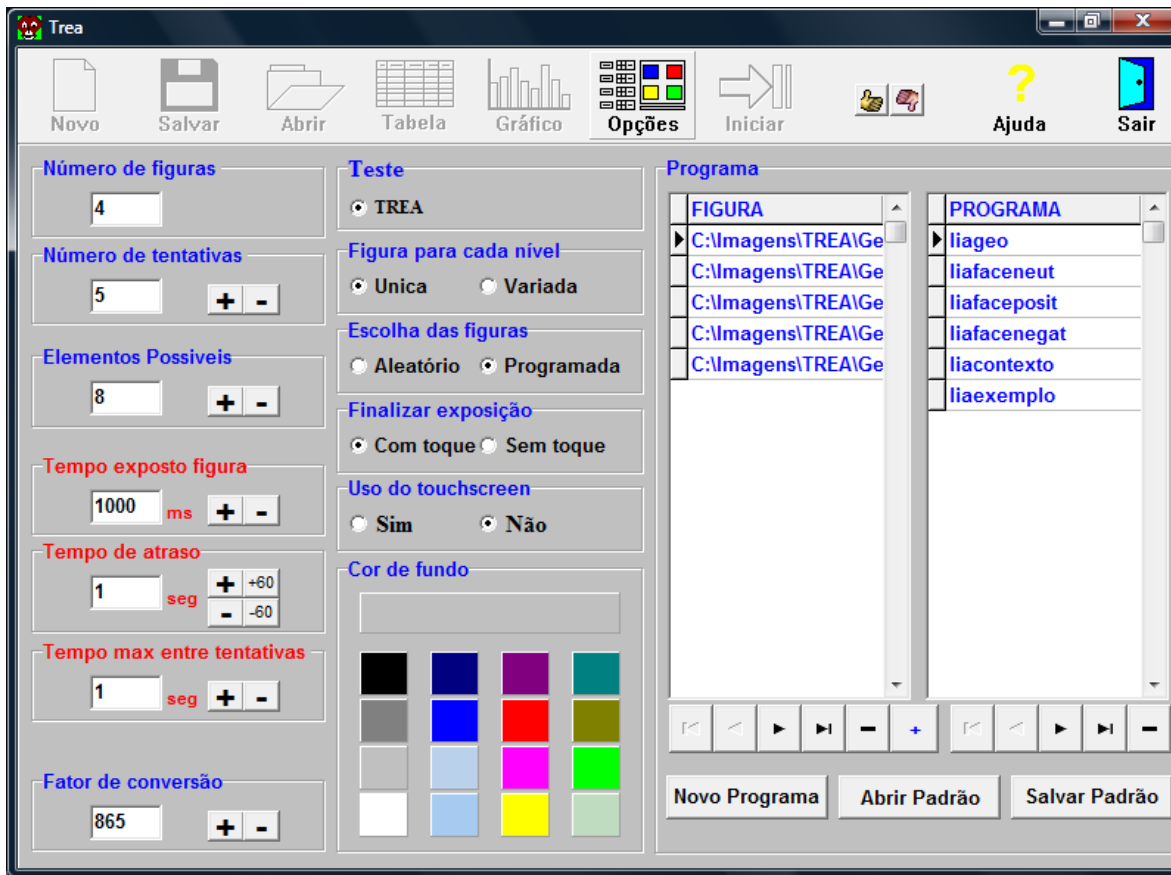 Trea
Novo
Salvar
Abrir
Tabela
Gráfico
Opções
Iniciar
Ajuda
Sair
Número de figuras
4
Número de tentativas
5
+ -
Elementos Possiveis
8
+ -
Tempo exposto figura
1000 ms + -
Tempo de atraso
1 seg + +60
- -60
Tempo max entre tentativas
1 seg + -
Fator de conversão
865
+ -
Teste
TREA
Figura para cada nível
Unica Variada
Escolha das figuras
Aleatório Programada
Finalizar exposição
Com toque Sem toque
Uso do touchscreen
Sim Não
Cor de fundo
Programa
FIGURA
C:\Imagens\TREA\Ge
C:\Imagens\TREA\Ge
C:\Imagens\TREA\Ge
C:\Imagens\TREA\Ge
C:\Imagens\TREA\Ge
PROGRAMA
liageo
liafaceneut
liafaceposit
liafacenegat
liacontexto
liaexemplo
Novo Programa
Abrir Padrão
Salvar Padrão